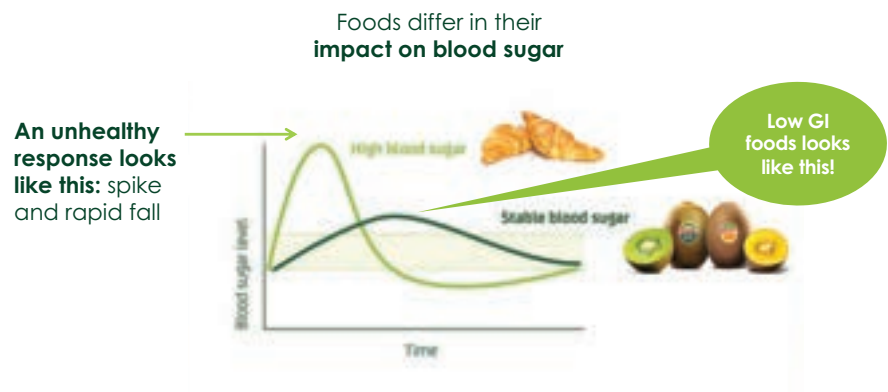 Foods differ in their
impact on blood sugar
An unhealthy
response looks
like this: spike
and rapid fall
High blood sugar
Low GI
foods looks
like this!
Stable blood sugar
Blood sugar level
Time